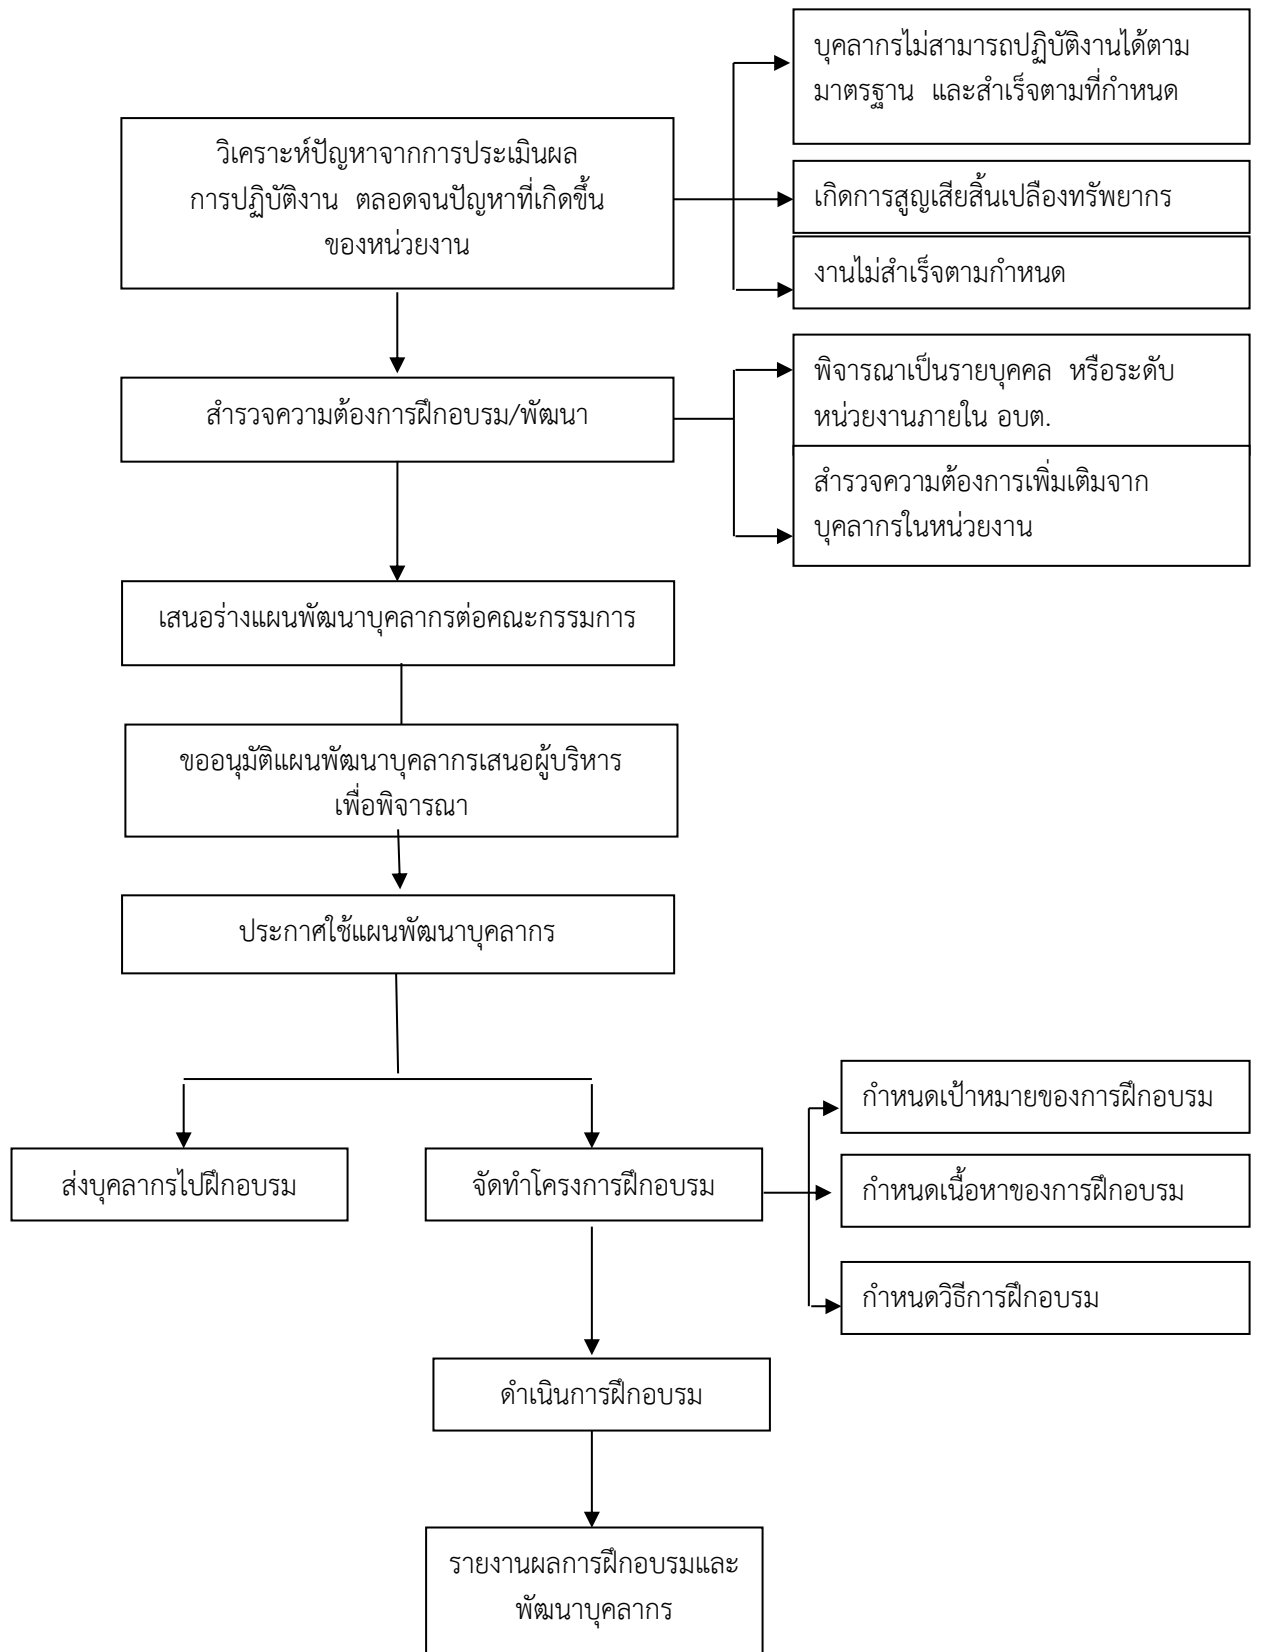 บุคลากรไม่สามารถปฏิบัติงานได้ตาม
มาตรฐาน และสำเร็จตามที่กำหนด
วิเคราะห์ปัญหาจากการประเมินผล
การปฏิบัติงาน ตลอดจนปัญหาที่เกิดขึ้น
ของหน่วยงาน
เกิดการสูญเสียสิ้นเปลืองทรัพยากร
งานไม่สำเร็จตามกำหนด
สำรวจความต้องการฝึกอบรม/พัฒนา
พิจารณาเป็นรายบุคคล หรือระดับ
หน่วยงานภายใน อบต.
สำรวจความต้องการเพิ่มเติมจาก
บุคลากรในหน่วยงาน
เสนอร่างแผนพัฒนาบุคลากรต่อคณะกรรมการ
ขออนุมัติแผนพัฒนาบุคลากรเสนอผู้บริหาร
เพื่อพิจารณา
ประกาศใช้แผนพัฒนาบุคลากร
ส่งบุคลากรไปฝึกอบรม
จัดทำโครงการฝึกอบรม
กำหนดเป้าหมายของการฝึกอบรม
กำหนดเนื้อหาของการฝึกอบรม
กำหนดวิธีการฝึกอบรม
ดำเนินการฝึกอบรม
รายงานผลการฝึกอบรมและ
พัฒนาบุคลากร